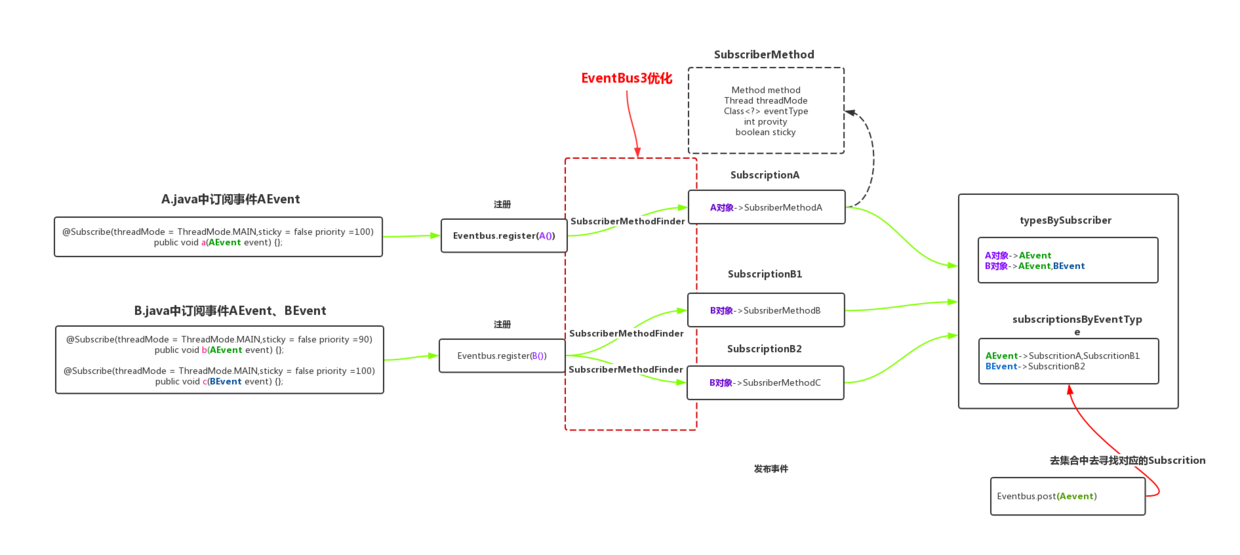 SubscriberMethod
EventBus3优化
Method method
Thread threadMode
Class<?> eventType
int provity
boolean sticky
A.java中订阅事件AEvent
@Subscribe(threadMode = ThreadMode.MAIN,sticky = false priority =100)
public void a(AEvent event) {};
注册
Eventbus.register(A())
SubscriberMethodFinder
SubscriptionA
A对象->SubsriberMethodA
B.java中订阅事件AEvent、BEvent
@Subscribe(threadMode = ThreadMode.MAIN,sticky = false priority =90)
public void b(AEvent event) {};
@Subscribe(threadMode = ThreadMode.MAIN,sticky = false priority =100)
public void c(BEvent event) {};
注册
Eventbus.register(B())
SubscriberMethodFinder
SubscriberMethodFinder
SubscriptionB1
B对象->SubsriberMethodB
SubscriptionB2
B对象->SubsriberMethodC
typesBySubscriber
A对象->AEvent
B对象->AEvent,BEvent
subscriptionsByEventTyp
e
AEvent->SubscritionA,SubscritionB1
BEvent->SubscritionB2
发布事件
去集合中去寻找对应的Subscrition
Eventbus.post(Aevent)